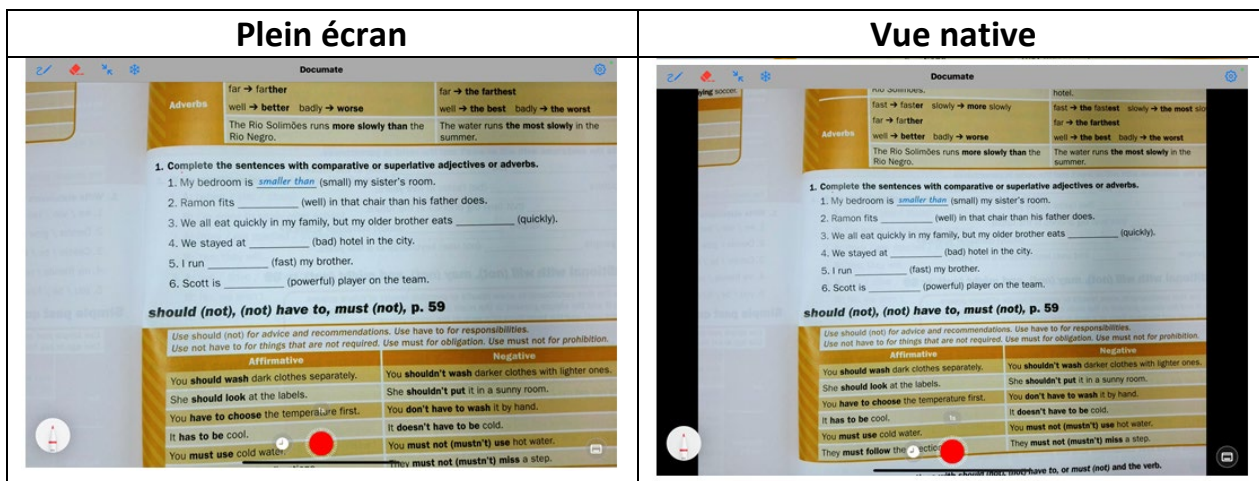 Plein écran
Vue native
Documate
far → farther
far → the farthest
Adverbs
well → better badly → worse
well → the best badly → the worst
The Rio Solimões runs more slowly than the
Rio Negro.
The water runs the most slowly in the
summer.
1. Complete the sentences with comparative or superlative adjectives or adverbs.
1. My bedroom is smaller than (small) my sister's room.
2. Ramon fits __________ (well) in that chair than his father does.
3. We all eat quickly in my family, but my older brother eats __________ (quickly).
4. We stayed at __________ (bad) hotel in the city.
5. I run __________ (fast) my brother.
6. Scott is __________ (powerful) player on the team.
should (not), (not) have to, must (not), p. 59
Use should (not) for advice and recommendations. Use have to for responsibilities.
Use not have to for things that are not required. Use must for obligation. Use must not for prohibition.
Affirmative
Negative
You should wash dark clothes separately.
You shouldn't wash darker clothes with lighter ones.
She should look at the labels.
She shouldn't put it in a sunny room.
You have to choose the temperature first.
You don't have to wash it by hand.
It has to be cool.
It doesn't have to be cold.
You must use cold water.
You must not (mustn't) use hot water.
They must not (mustn't) miss a step.
Documate
ying soccer.
Rio Solimões.
hotel.
fast → faster slowly → more slowly
fast → the fastest slowly → the most slo
far → farther
far → the farthest
Adverbs
well → better badly → worse
well → the best badly → the worst
The Rio Solimões runs more slowly than the
Rio Negro.
The water runs the most slowly in the
summer.
1. Complete the sentences with comparative or superlative adjectives or adverbs.
1. My bedroom is smaller than (small) my sister's room.
2. Ramon fits __________ (well) in that chair than his father does.
3. We all eat quickly in my family, but my older brother eats __________ (quickly).
4. We stayed at __________ (bad) hotel in the city.
5. I run __________ (fast) my brother.
6. Scott is __________ (powerful) player on the team.
should (not), (not) have to, must (not), p. 59
Use should (not) for advice and recommendations. Use have to for responsibilities.
Use not have to for things that are not required. Use must for obligation. Use must not for prohibition.
Affirmative
Negative
You should wash dark clothes separately.
You shouldn't wash darker clothes with lighter ones.
She should look at the labels.
She shouldn't put it in a sunny room.
You have to choose the temperature first.
You don't have to wash it by hand.
It has to be cool.
1x
It doesn't have to be cold.
You must use cold water.
You must not (mustn't) use hot water.
They must follow the
They must not (mustn't) miss a step.
have to, or must (not) and the verb.